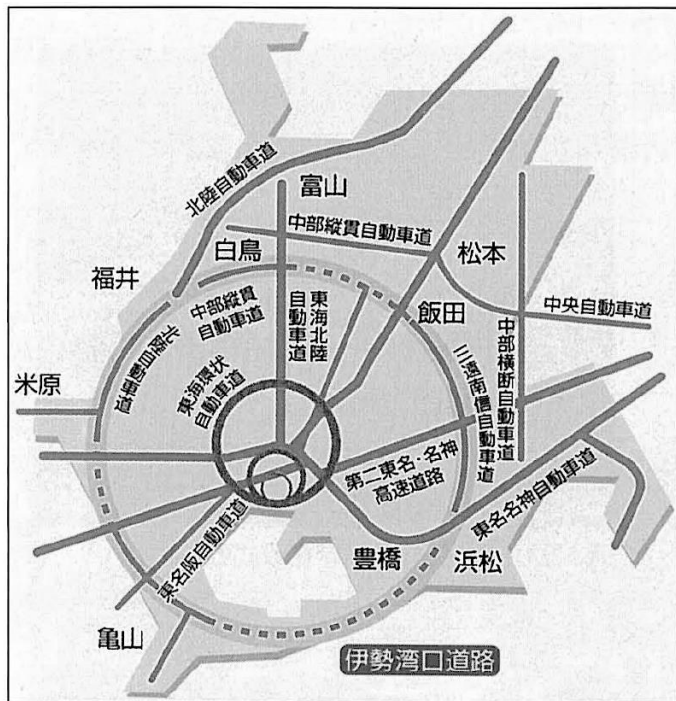 北陸自動車道
富山
中部縦貫自動車道
松本
白鳥
福井
中部縦貫
自動車道
東海北陸
自動車道
飯田
中央自動車道
北陸自動車道
東海環状
自動車道
三遠南信自動車道
中部横断自動車道
米原
第二東名・名神
高速道路
東名名神自動車道
東名阪自動車道
豊橋
浜松
亀山
伊勢湾口道路